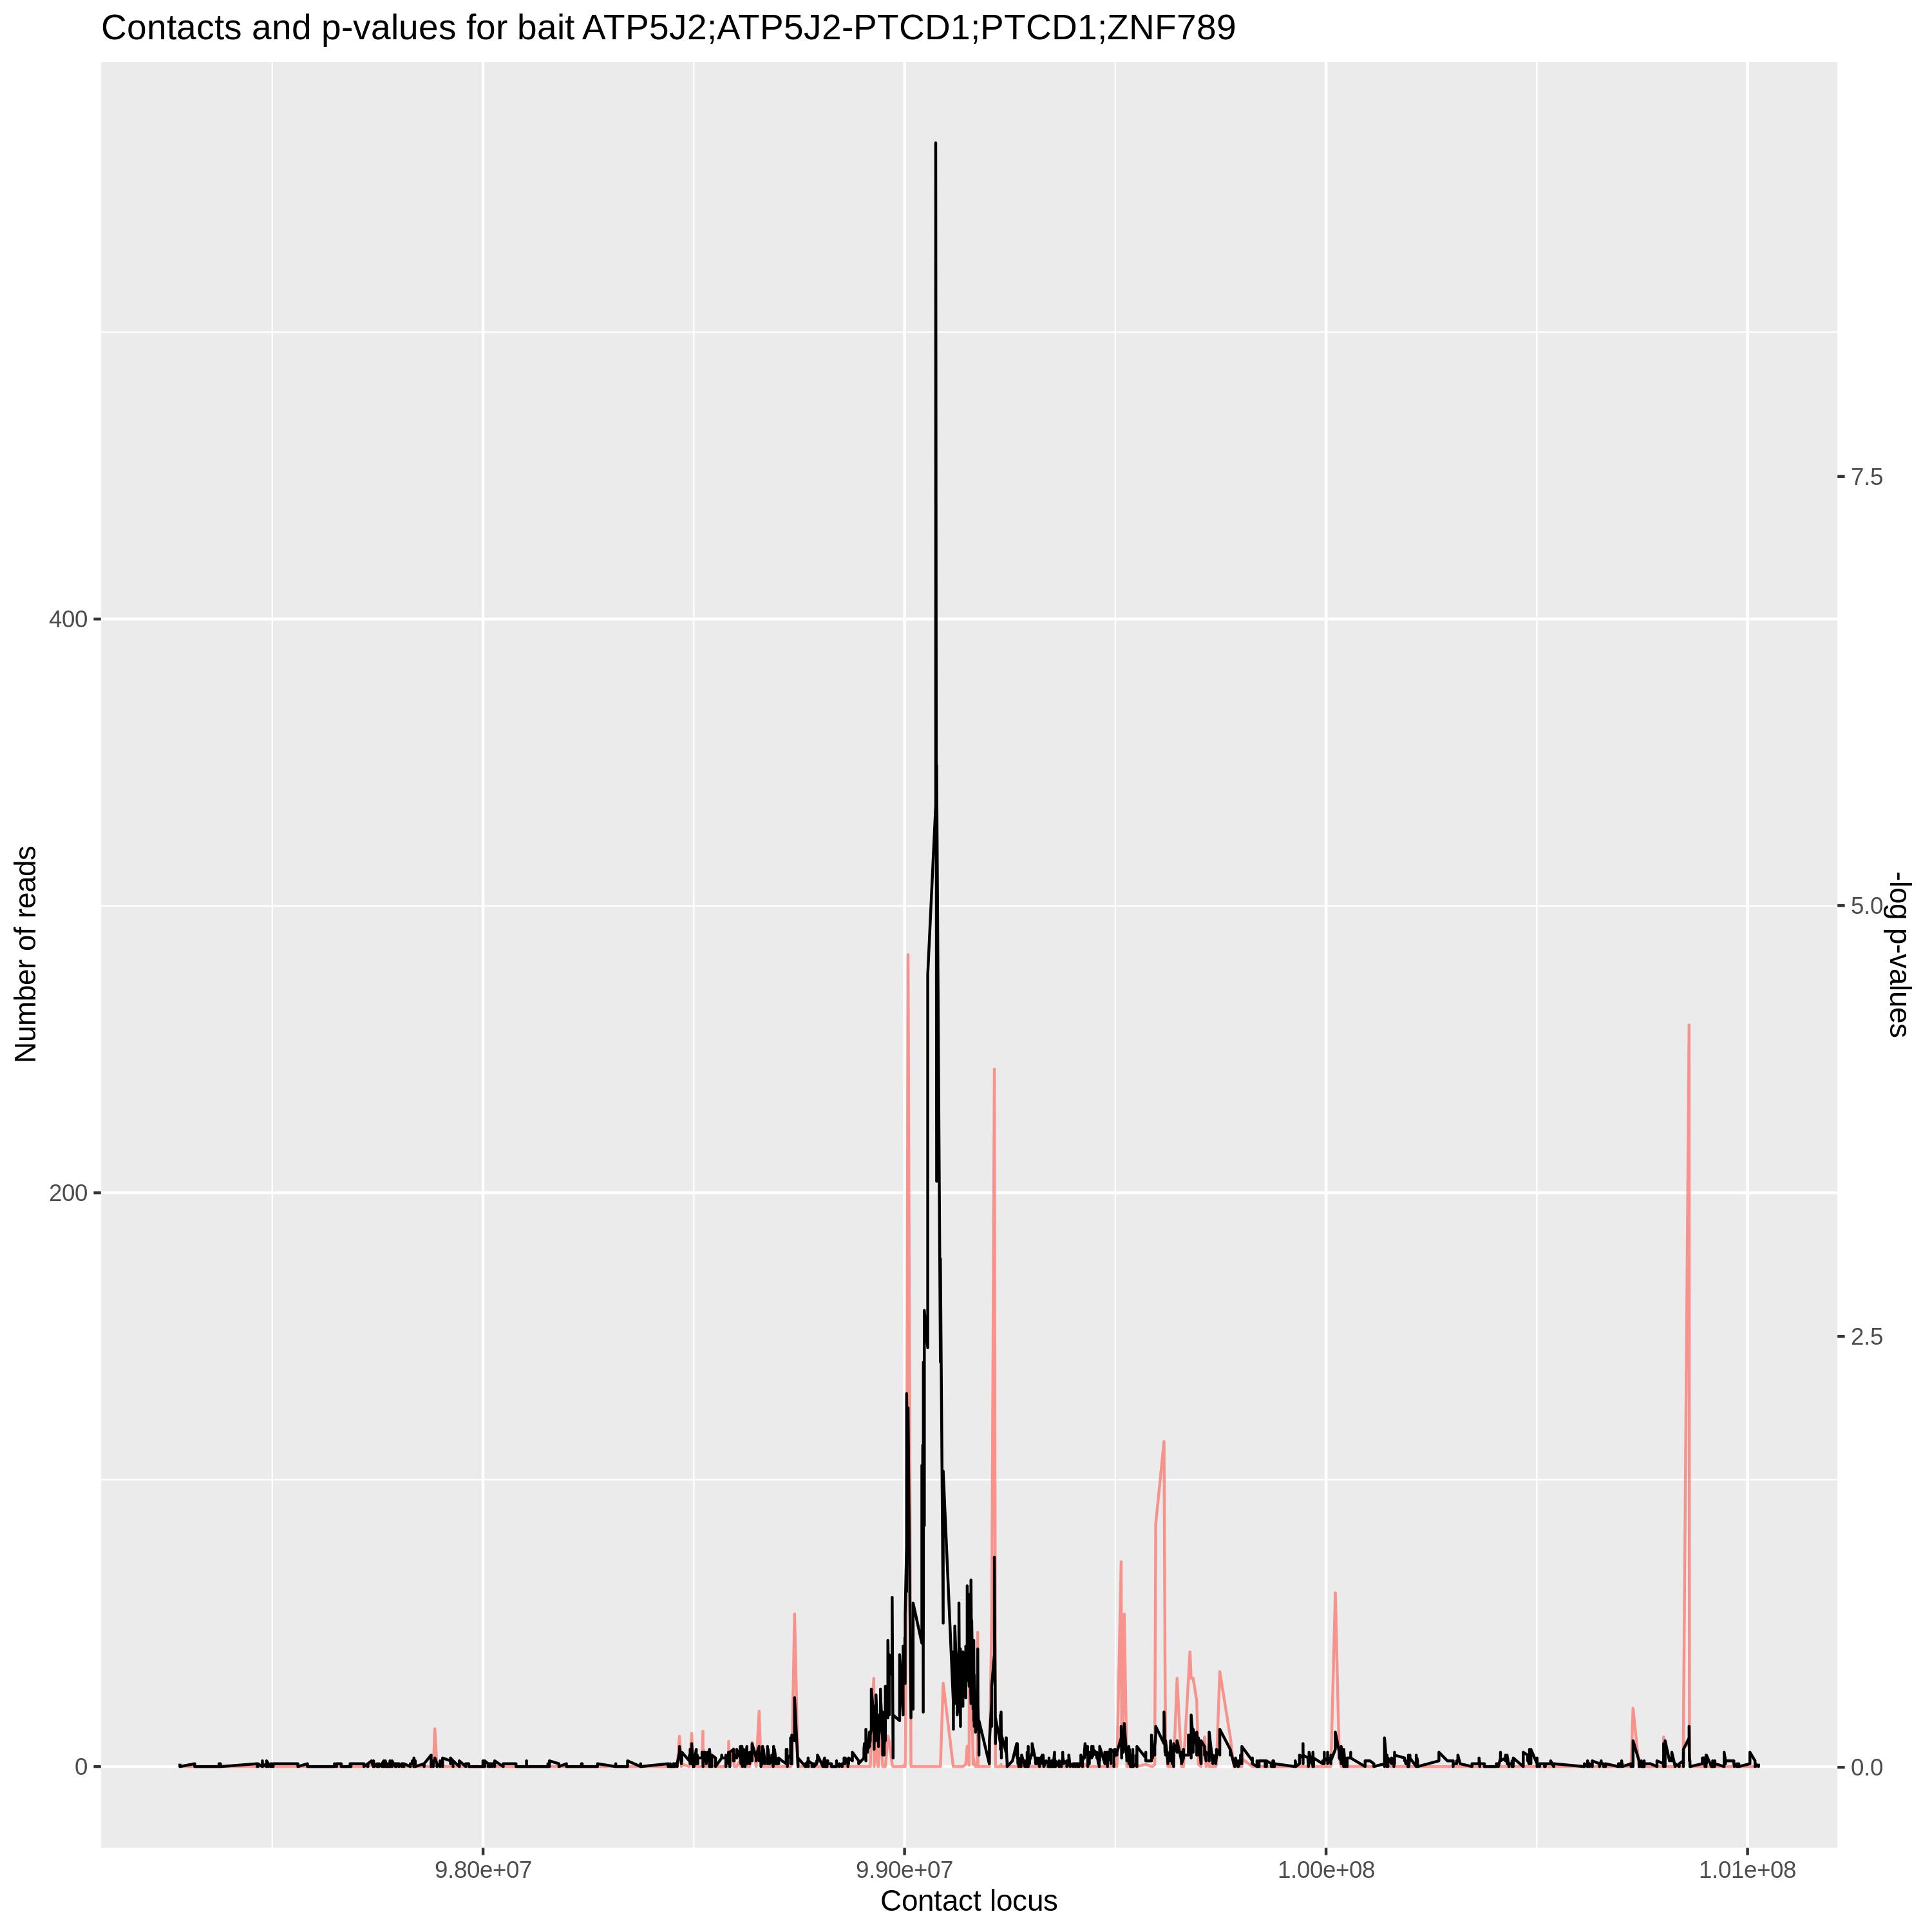 Contacts and p-values for bait ATP5J2;ATP5J2-PTCD1;PTCD1;ZNF789
Number of reads
400
200
0
7.5
5.0
2.5
0.0
-log p-values
9.80e+07
9.90e+07
1.00e+08
1.01e+08
Contact locus